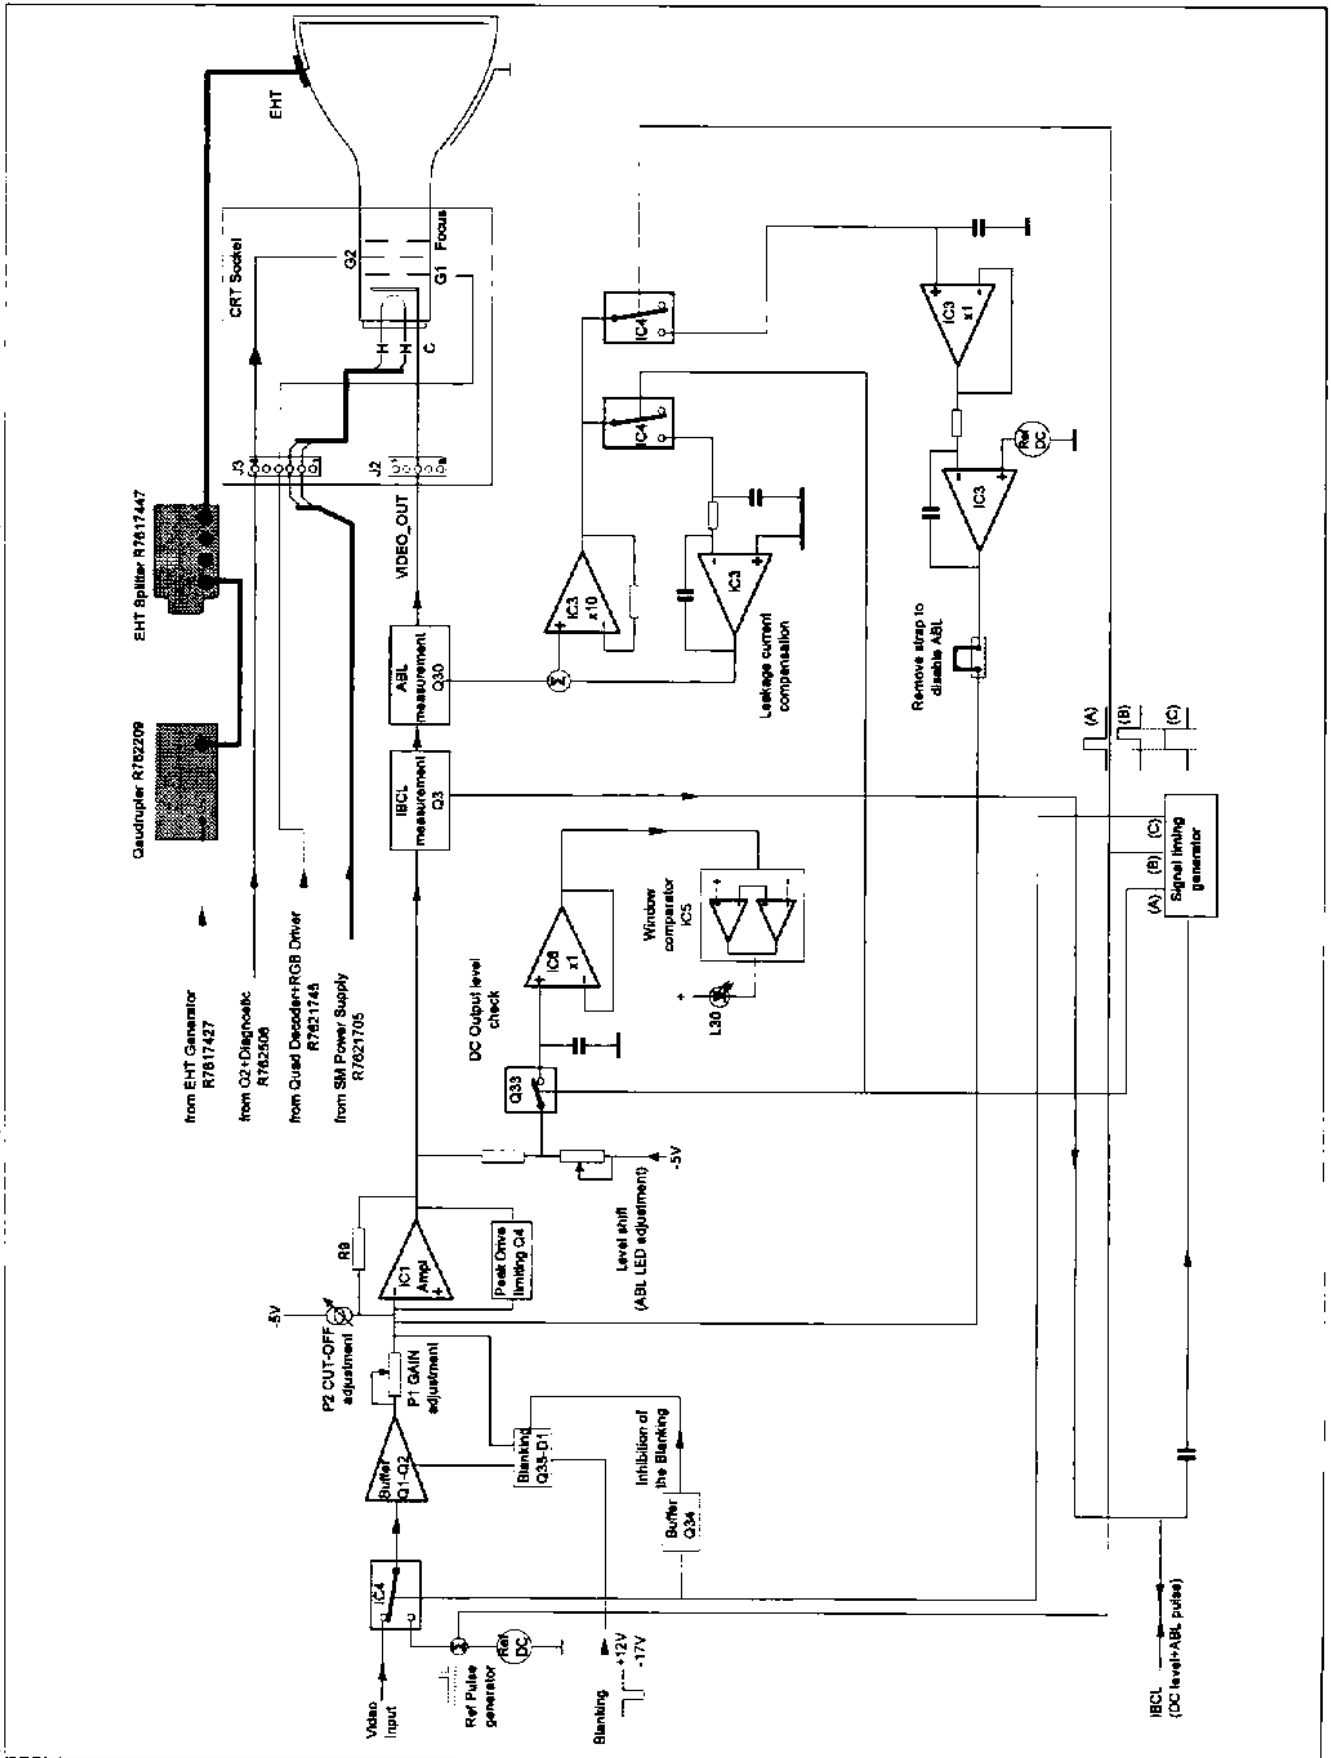 EHT
CRT Socket
G2
Focus
G1
H
H
C
J3
J2
EHT Splitter R7617447
Qaudrupler R762209
from EHT Generator
R7617427
from G2+Diagnostic
R762506
from Quad Decoder+RGB Driver
from SM Power Supply
R7621705
VIDEO_OUT
ABL
measurement
Q30
IBCL
measurement
Q3
IC4
IC4
IC3
x10
IC3
Leakage current
compensation
IC3
x1
Ref
DC
IC3
Remove strap to
disable ABL
(A)
(B)
(C)
(A)
(B)
(C)
Signal timing
generator
DC Output level
check
IC6
x1
Window
comparator
IC5
L30
Q33
-5V
Level shift
(ABL LED adjustment)
R9
IC1
Ampl
Peak Drive
limiting Q4
-5V
P2 CUT-OFF
adjustment
P1 GAIN
adjustment
Buffer
Q1-Q2
Blanking
Q35-D1
Inhibition of
the Blanking
Buffer
Q34
IC4
Video
Input
Ref Pulse
generator
Ref
DC
Blanking
+12V
-17V
IBCL
(DC level+ABL pulse)